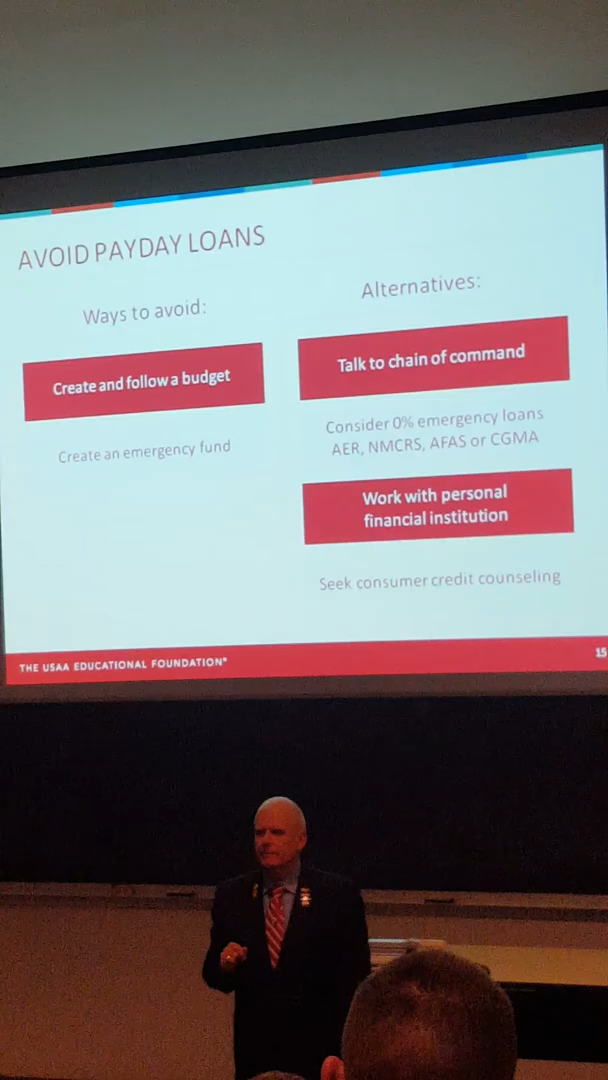 AVOID PAYDAY LOANS
Ways to avoid:
Create and follow a budget
Create an emergency fund
Alternatives:
Talk to chain of command
Consider 0% emergency loans
AER, NMCRS, AFAS or CGMA
Work with personal
financial institution
Seek consumer credit counseling
THE USAA EDUCATIONAL FOUNDATION®
15